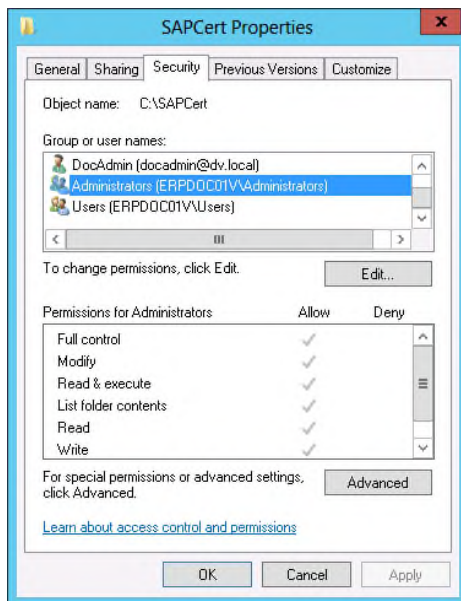 SAPCert Properties
x
General Sharing Security Previous Versions Customize
Object name: C:\SAPCert
Group or user names:
DocAdmin (docadmin@dv.local)
Administrators (ERPDOC01V\Administrators)
Users (ERPDOC01V\Users)
To change permissions, click Edit.
Edit...
Permissions for Administrators Allow Deny
Full control
Modify
Read & execute
List folder contents
Read
Write
For special permissions or advanced settings,
click Advanced.
Advanced
Learn about access control and permissions
OK Cancel Apply